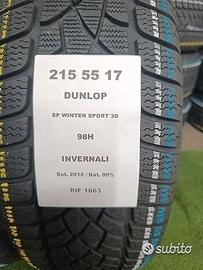 215 55 17
DUNLOP
SP WINTER SPORT 3D
98H
INVERNALI
Dot. 2018 / Bat. 90%
RIF 1663
subito